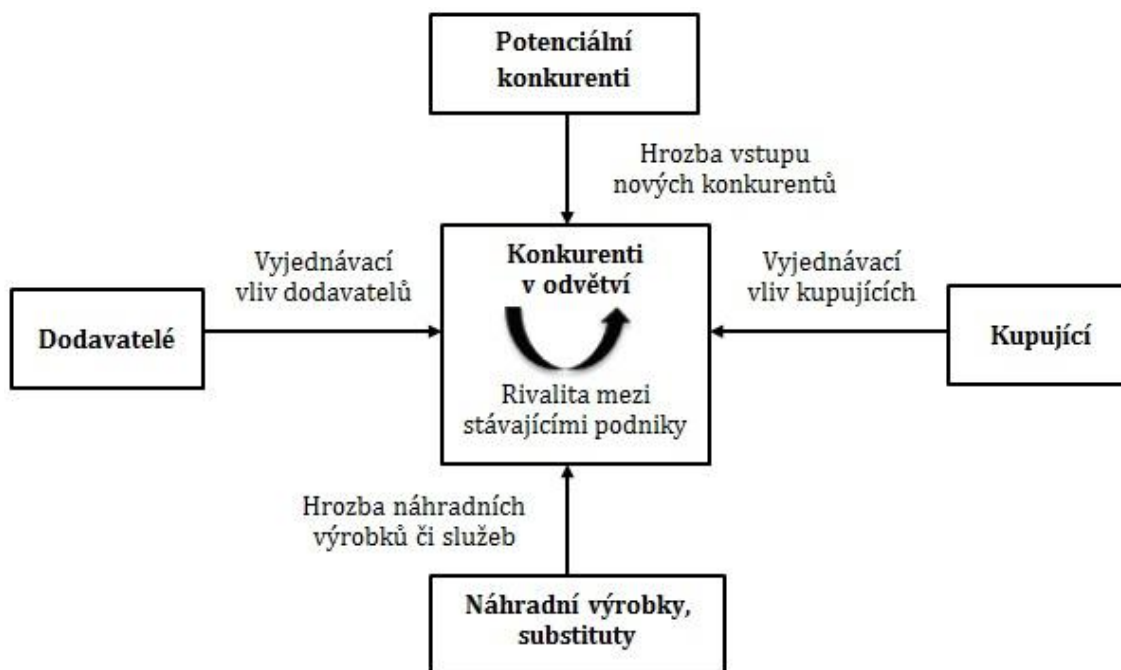 Potenciální
konkurenti
Hrozba vstupu
nových konkurentů
Konkurenti
v odvětví
Rivalita mezi
stávajícími podniky
Vyjednávací
vliv dodavatelů
Vyjednávací
vliv kupujících
Dodavatelé
Kupující
Hrozba náhradních
výrobků či služeb
Náhradní výrobky,
substituty